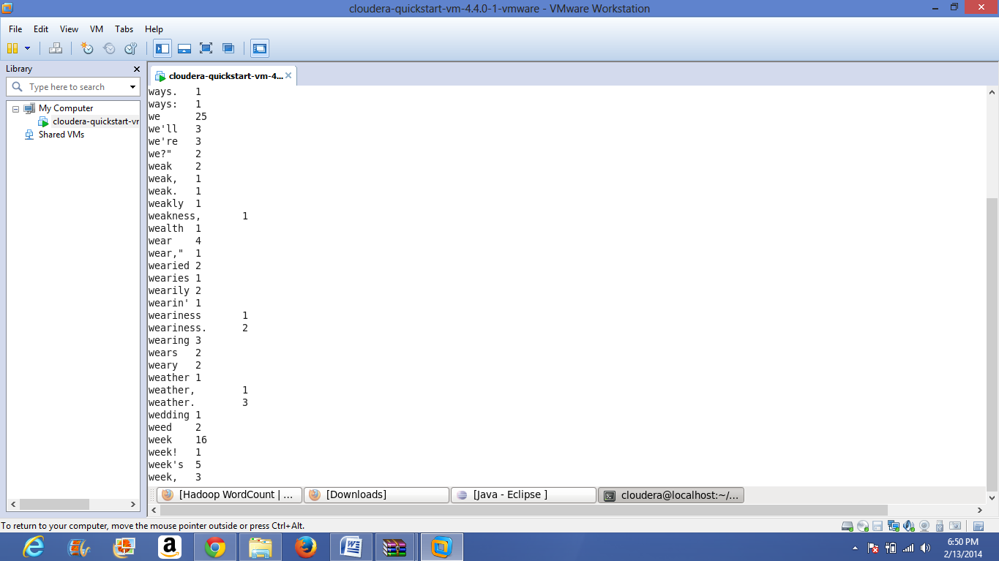 cloudera-quickstart-vm-4.4.0-1-vmware - VMware Workstation
File Edit View VM Tabs Help
Library
Type here to search
My Computer
cloudera-quickstart-vr
Shared VMs
cloudera-quickstart-vm-4...
ways. 1
ways: 1
we 25
we'll 3
we're 3
we?" 2
weak 2
weak, 1
weak. 1
weakly 1
weakness, 1
wealth 1
wear 4
wear," 1
wearied 2
wearies 1
wearily 2
wearin' 1
weariness 1
weariness. 2
wearing 3
wears 2
weary 2
weather 1
weather, 1
weather. 3
wedding 1
weed 2
week 16
week! 1
week's 5
week, 3
[Hadoop WordCount | ... [Downloads] [Java - Eclipse ] cloudera@localhost:~/...
To return to your computer, move the mouse pointer outside or press Ctrl+Alt.
6:50 PM
2/13/2014